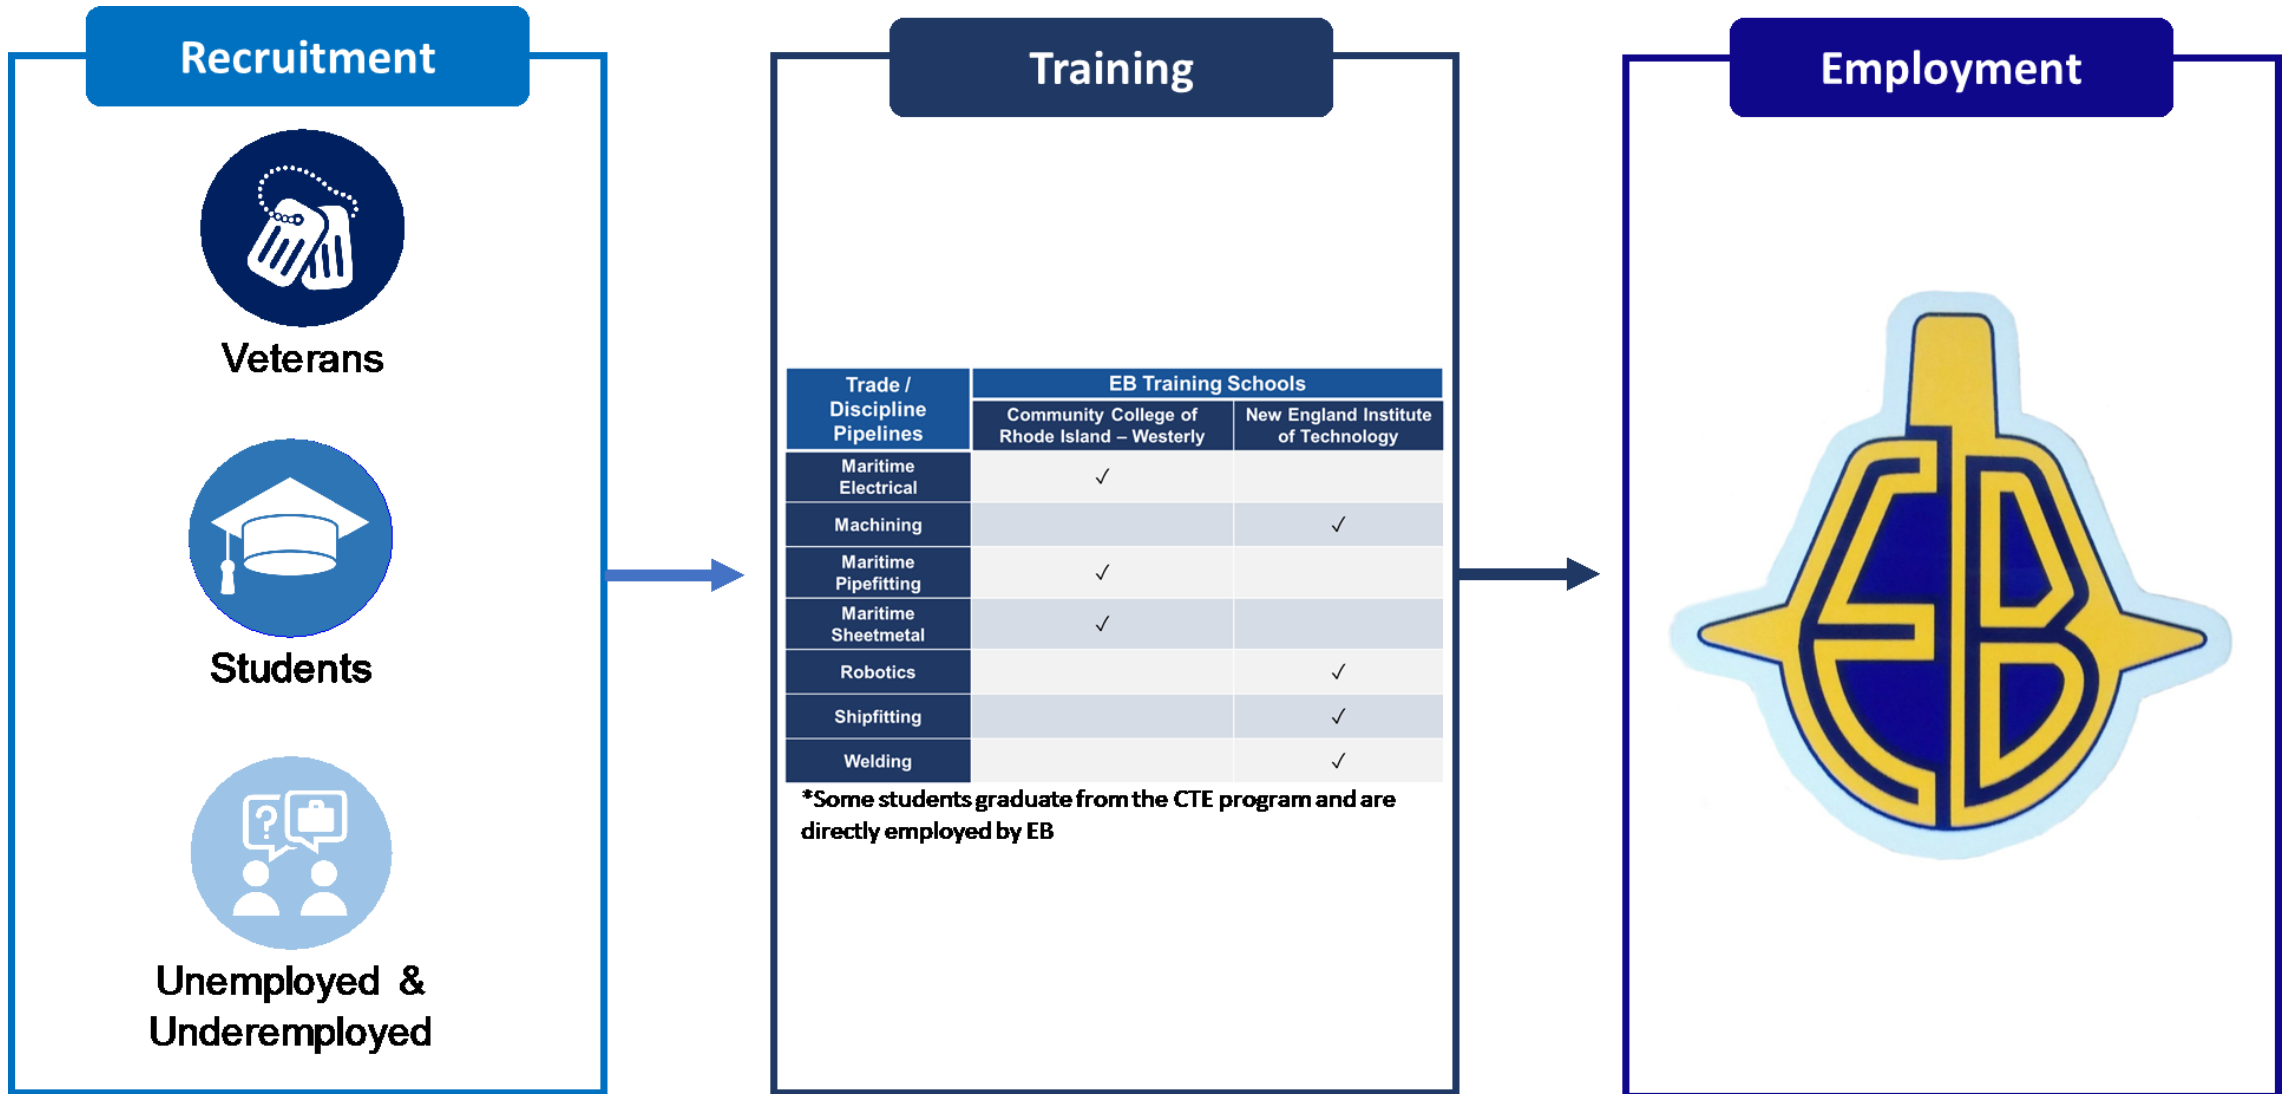 Recruitment
Veterans
Students
Unemployed &
Underemployed
Training
Trade /
Discipline
Pipelines
EB Training Schools
Community College of
Rhode Island – Westerly
New England Institute
of Technology
Maritime
Electrical
✓
Machining
✓
Maritime
Pipefitting
✓
Maritime
Sheetmetal
✓
Robotics
✓
Shipfitting
✓
Welding
✓
*Some students graduate from the CTE program and are
directly employed by EB
Employment
EB